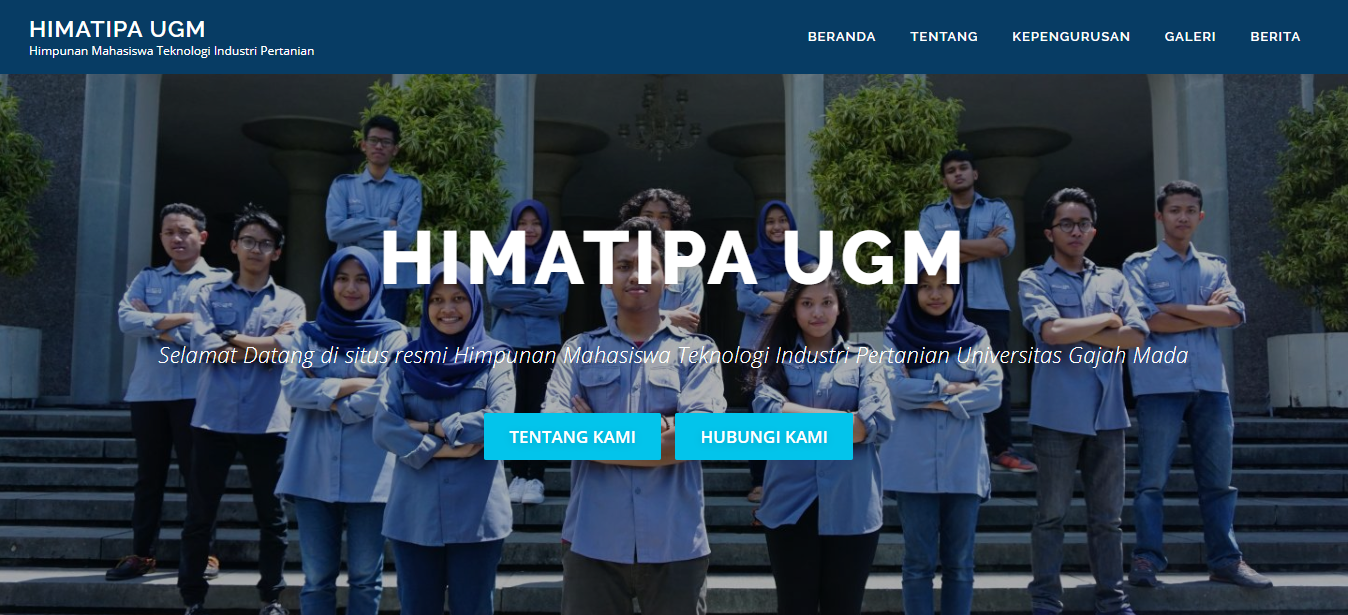 HIMATIPA UGM
Himpunan Mahasiswa Teknologi Industri Pertanian
BERANDA TENTANG KEPENGURUSAN GALERI BERITA
HIMATIPA UGM
Selamat Datang di situs resmi Himpunan Mahasiswa Teknologi Industri Pertanian Universitas Gajah Mada
TENTANG KAMI HUBUNGI KAMI